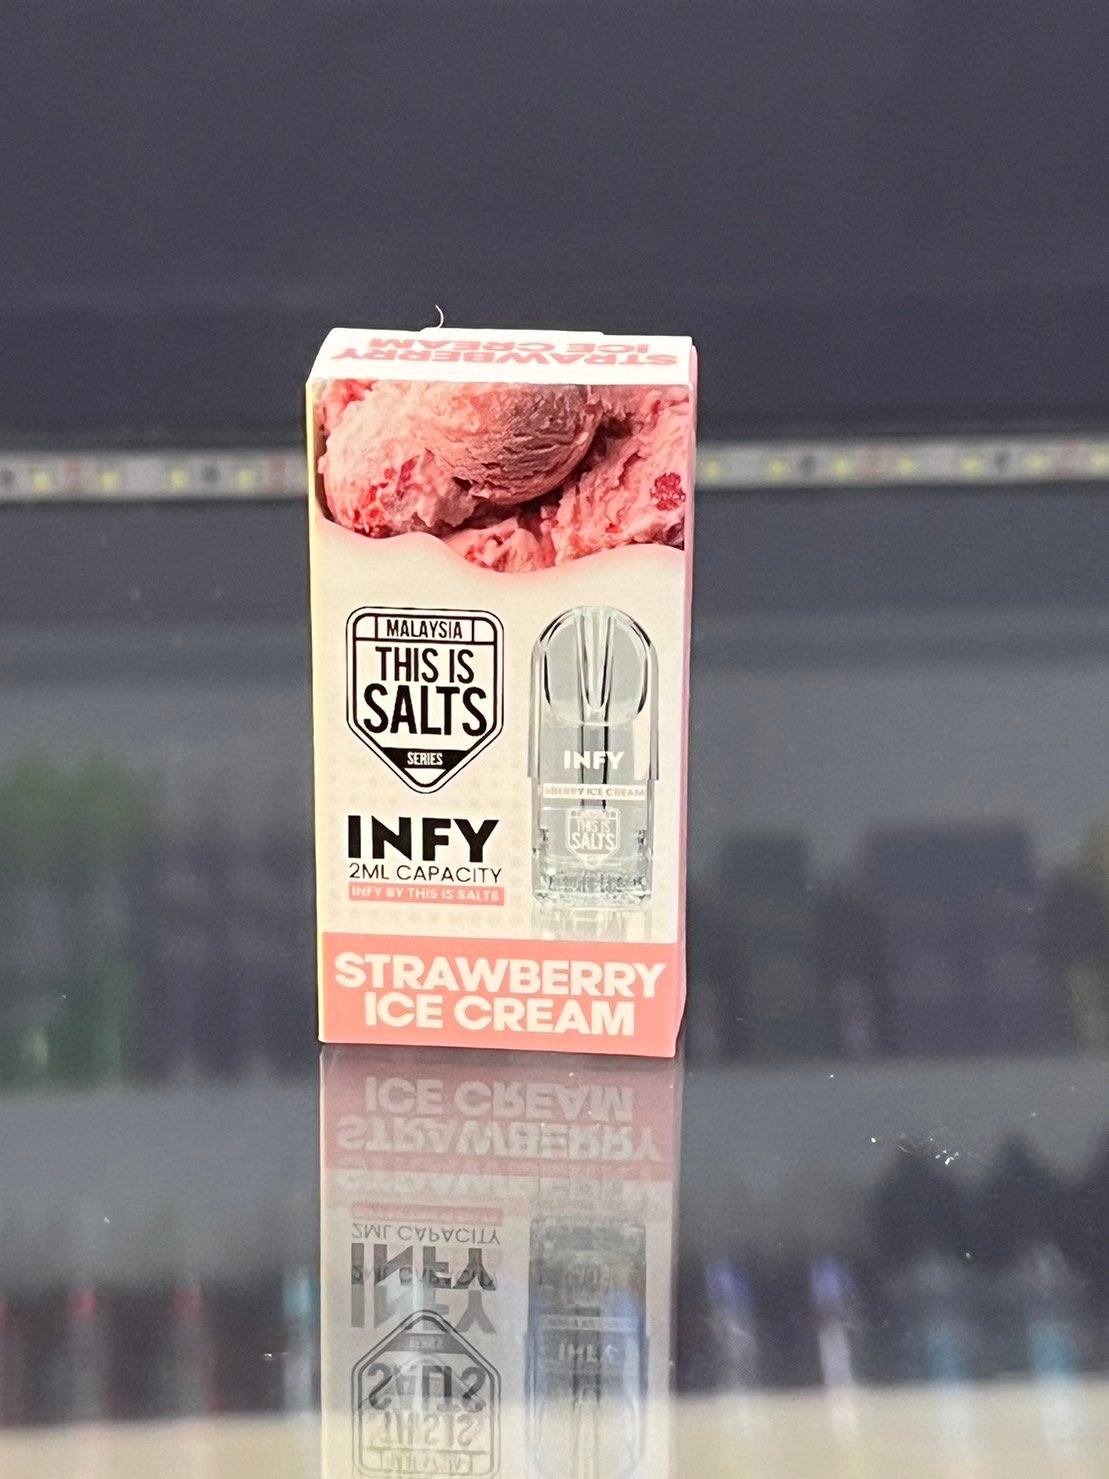 STRAWBERRY
ICE CREAM
MALAYSIA
THIS IS
SALTS
SERIES
INFY
2ML CAPACITY
INFY BY THIS IS SALTS
INFY
BERRY ICE CREAM
THIS IS
SALTS
STRAWBERRY
ICE CREAM